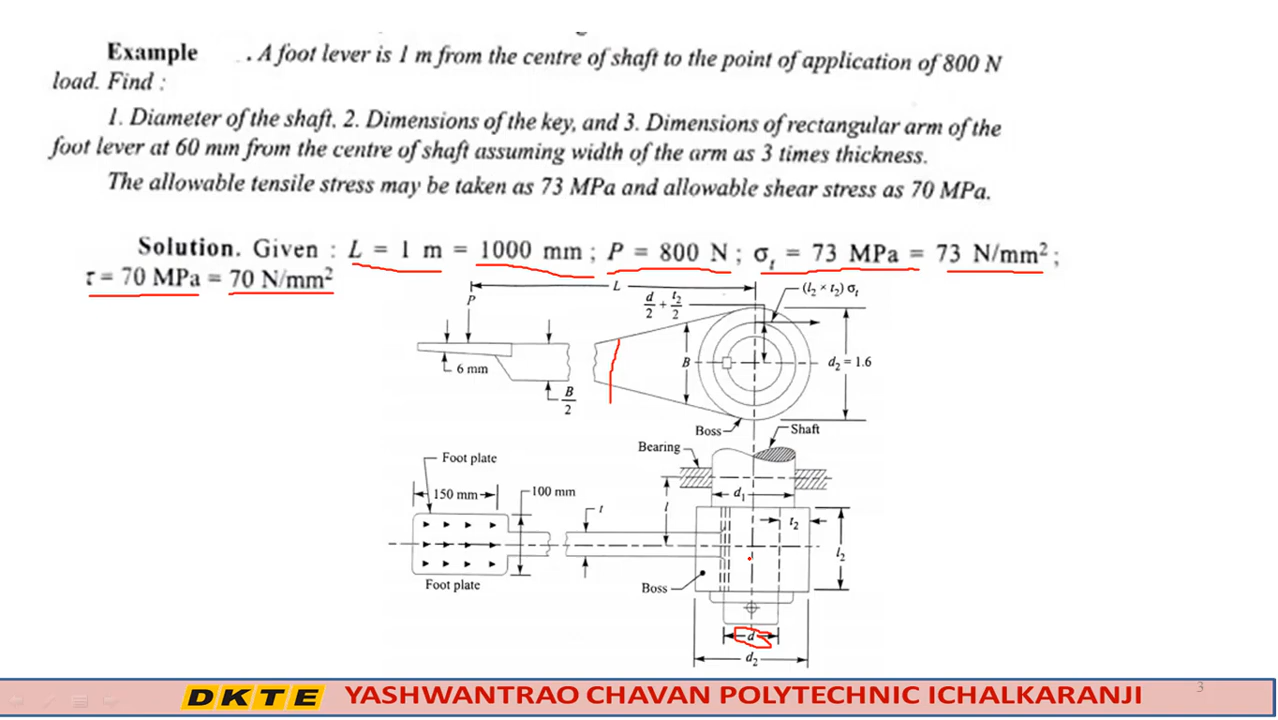 Example . A foot lever is 1 m from the centre of shaft to the point of application of 800 N
load. Find :
1. Diameter of the shaft, 2. Dimensions of the key, and 3. Dimensions of rectangular arm of the
foot lever at 60 mm from the centre of shaft assuming width of the arm as 3 times thickness.
The allowable tensile stress may be taken as 73 MPa and allowable shear stress as 70 MPa.
Solution. Given : L = 1 m = 1000 mm ; P = 800 N ; σt = 73 MPa = 73 N/mm² ;
τ = 70 MPa = 70 N/mm²
L
P
d/2 + t₂/2
(l₂ × t₂) σt
6 mm
B
d₂ = 1.6
B/2
Boss
Shaft
Bearing
Foot plate
150 mm
100 mm
t
l
d₁
t₂
l₂
Foot plate
Boss
d
d₂
DKTE YASHWANTRAO CHAVAN POLYTECHNIC ICHALKARANJI
3